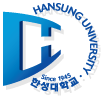 HANSUNG UNIVERSITY
Since 1945
한성대학교